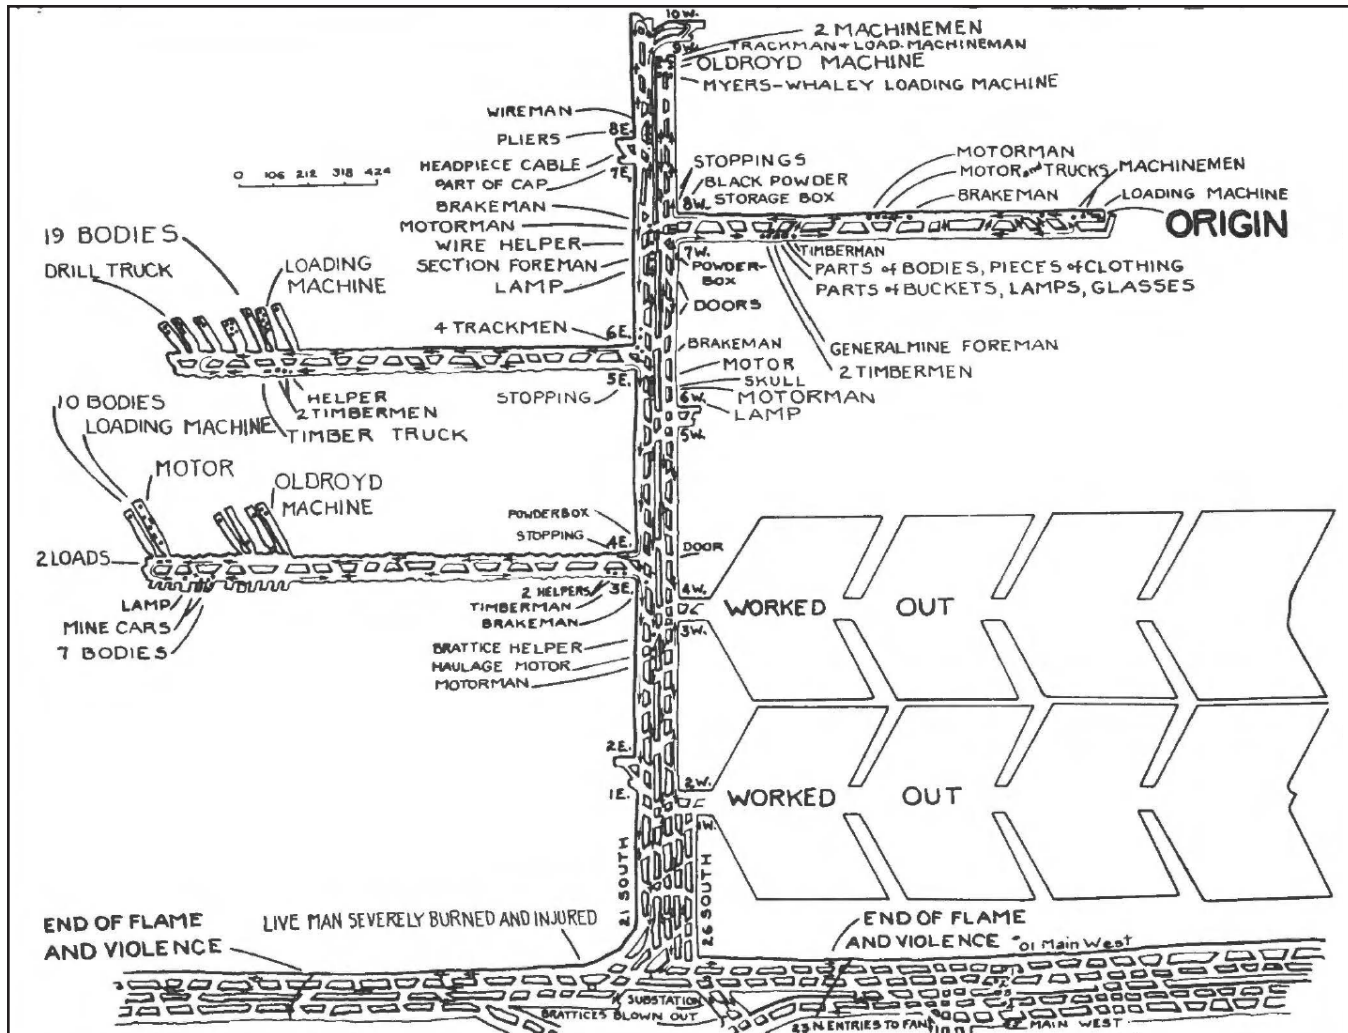 10 W.
2 MACHINEMEN
9 W.
TRACKMAN & LOAD-MACHINEMAN
OLDROYD MACHINE
MYERS-WHALEY LOADING MACHINE
WIREMAN
8E.
PLIERS
HEADPIECE CABLE
7E.
PART OF CAP
0 106 212 318 424
STOPPINGS
BLACK POWDER
STORAGE BOX
8W.
MOTORMAN
MOTOR and TRUCKS
MACHINEMEN
BRAKEMAN
LOADING MACHINE
ORIGIN
BRAKEMAN
MOTORMAN
WIRE HELPER
SECTION FOREMAN
LAMP
7W.
POWDER-
BOX
DOORS
TIMBERMAN
PARTS of BODIES, PIECES of CLOTHING
PARTS of BUCKETS, LAMPS, GLASSES
GENERALMINE FOREMAN
2 TIMBERMEN
19 BODIES
DRILL TRUCK
LOADING
MACHINE
4 TRACKMEN
6E.
BRAKEMAN
MOTOR
SKULL
MOTORMAN
LAMP
6W.
5W.
5E.
STOPPING
HELPER
2 TIMBERMEN
TIMBER TRUCK
10 BODIES
LOADING MACHINE
MOTOR
OLDROYD
MACHINE
POWDERBOX
STOPPING
4E.
DOOR
2 LOADS
LAMP
MINE CARS
7 BODIES
2 HELPERS
3E.
TIMBERMAN
BRAKEMAN
4W.
WORKED OUT
3W.
BRATTICE HELPER
HAULAGE MOTOR
MOTORMAN
2E.
1E.
2W.
WORKED OUT
1W.
21 SOUTH
26 SOUTH
END OF FLAME
AND VIOLENCE
LIVE MAN SEVERELY BURNED AND INJURED
END OF FLAME
AND VIOLENCE
01 Main West
SUBSTATION
BRATTICES BLOWN OUT
23 N. ENTRIES TO FAN
MAIN WEST